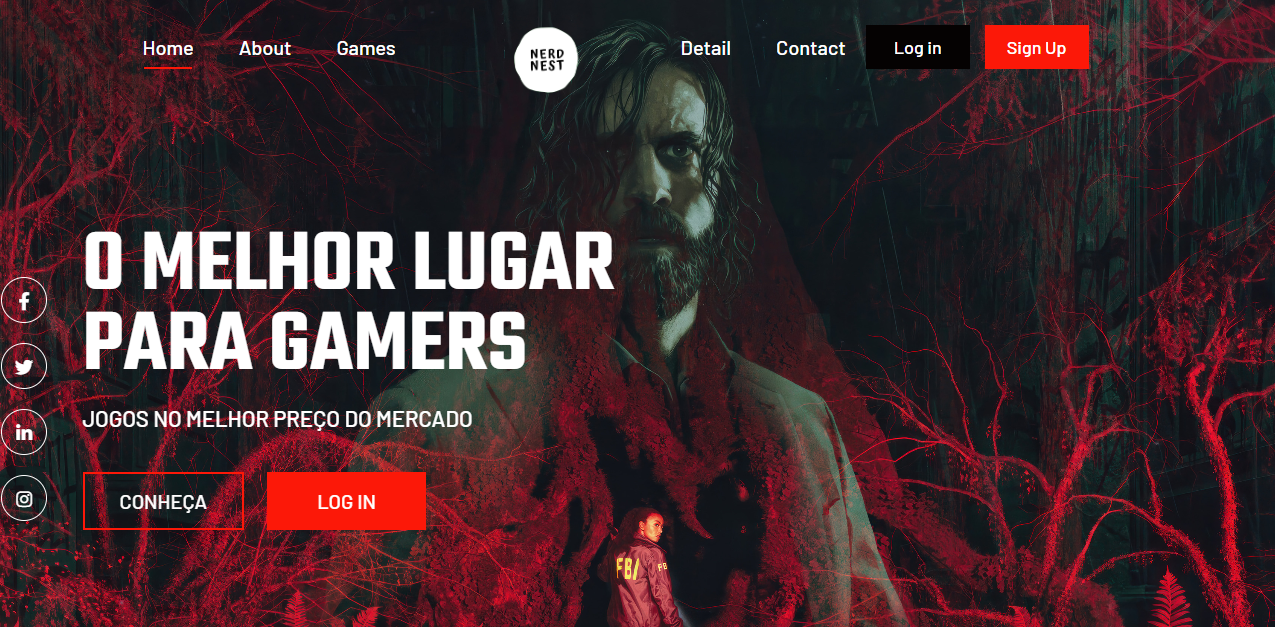 Home About Games
NERD
NEST
Detail Contact Log in Sign Up
O MELHOR LUGAR
PARA GAMERS
JOGOS NO MELHOR PREÇO DO MERCADO
CONHEÇA LOG IN
FBI FB